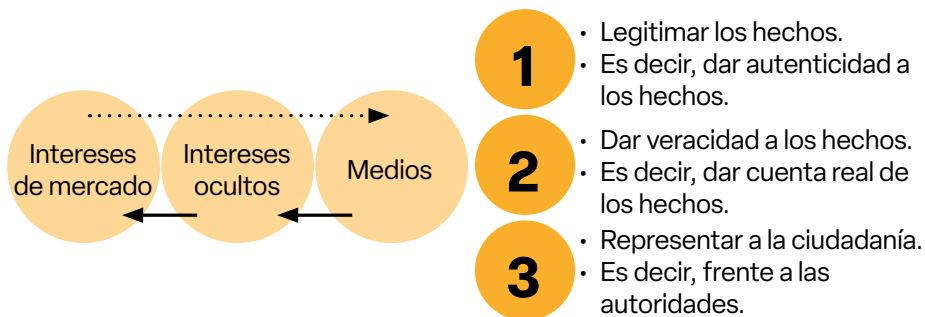 Intereses
de mercado
Intereses
ocultos
Medios
1
• Legitimar los hechos.
• Es decir, dar autenticidad a
los hechos.
2
• Dar veracidad a los hechos.
• Es decir, dar cuenta real de
los hechos.
3
• Representar a la ciudadanía.
• Es decir, frente a las
autoridades.